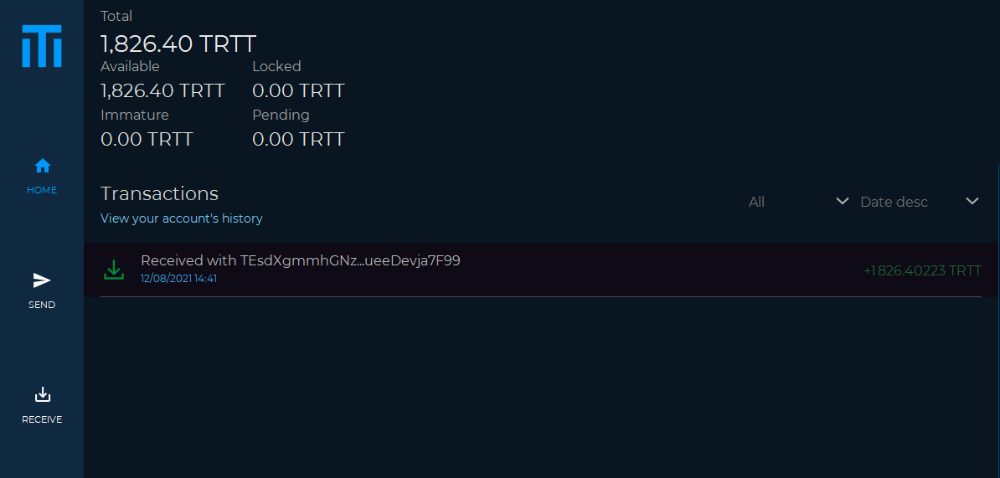 Total
1,826.40 TRTT
Available Locked
1,826.40 TRTT 0.00 TRTT
Immature Pending
0.00 TRTT 0.00 TRTT
HOME
Transactions
View your account's history
All Date desc
Received with TEsdXgmmhGNz...ueeDevja7F99
12/08/2021 14:41
+1 826.40223 TRTT
SEND
RECEIVE